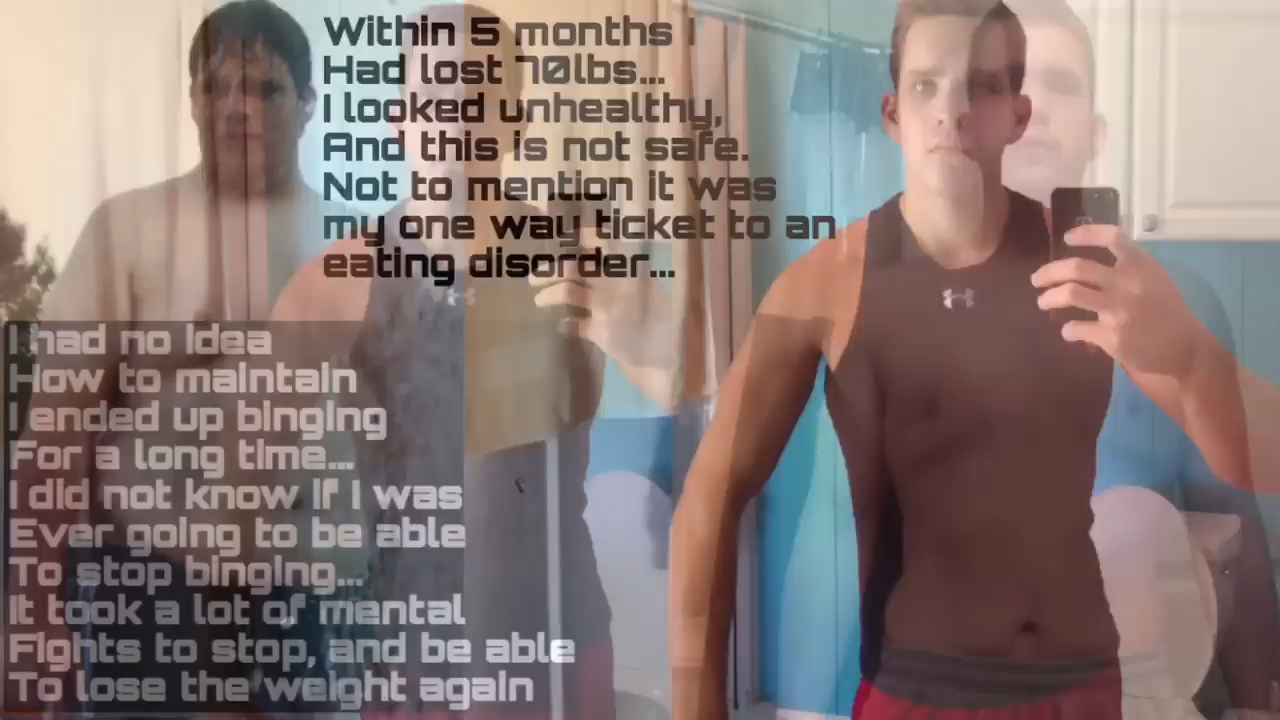 Within 5 months I
Had lost 70lbs...
I looked unhealthy,
And this is not safe.
Not to mention it was
my one way ticket to an
eating disorder...
I had no idea
How to maintain
I ended up binging
For a long time...
I did not know if I was
Ever going to be able
To stop binging...
It took a lot of mental
Fights to stop, and be able
To lose the weight again